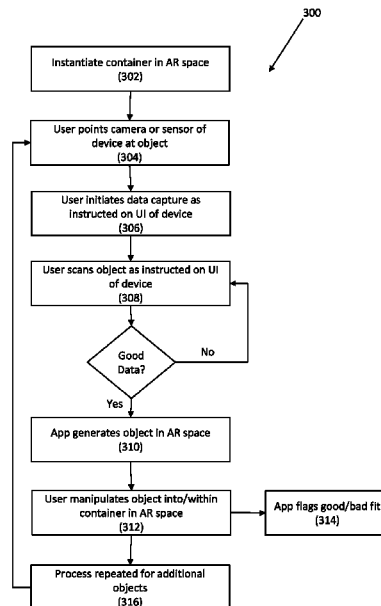 300
Instantiate container in AR space
(302)
User points camera or sensor of
device at object
(304)
User initiates data capture as
instructed on UI of device
(306)
User scans object as instructed on UI
of device
(308)
Good
Data?
No
Yes
App generates object in AR space
(310)
User manipulates object into/within
container in AR space
(312)
App flags good/bad fit
(314)
Process repeated for additional
objects
(316)